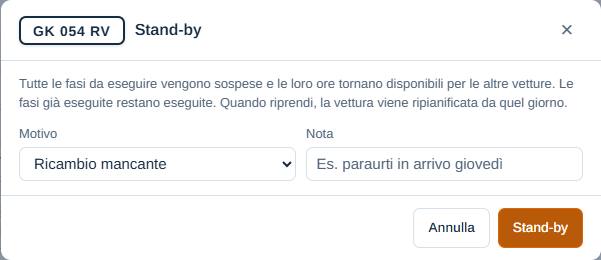 GK 054 RV Stand-by ×
Tutte le fasi da eseguire vengono sospese e le loro ore tornano disponibili per le altre vetture. Le
fasi già eseguite restano eseguite. Quando riprendi, la vettura viene ripianificata da quel giorno.
Motivo Nota
Ricambio mancante Es. paraurti in arrivo giovedì
Annulla Stand-by